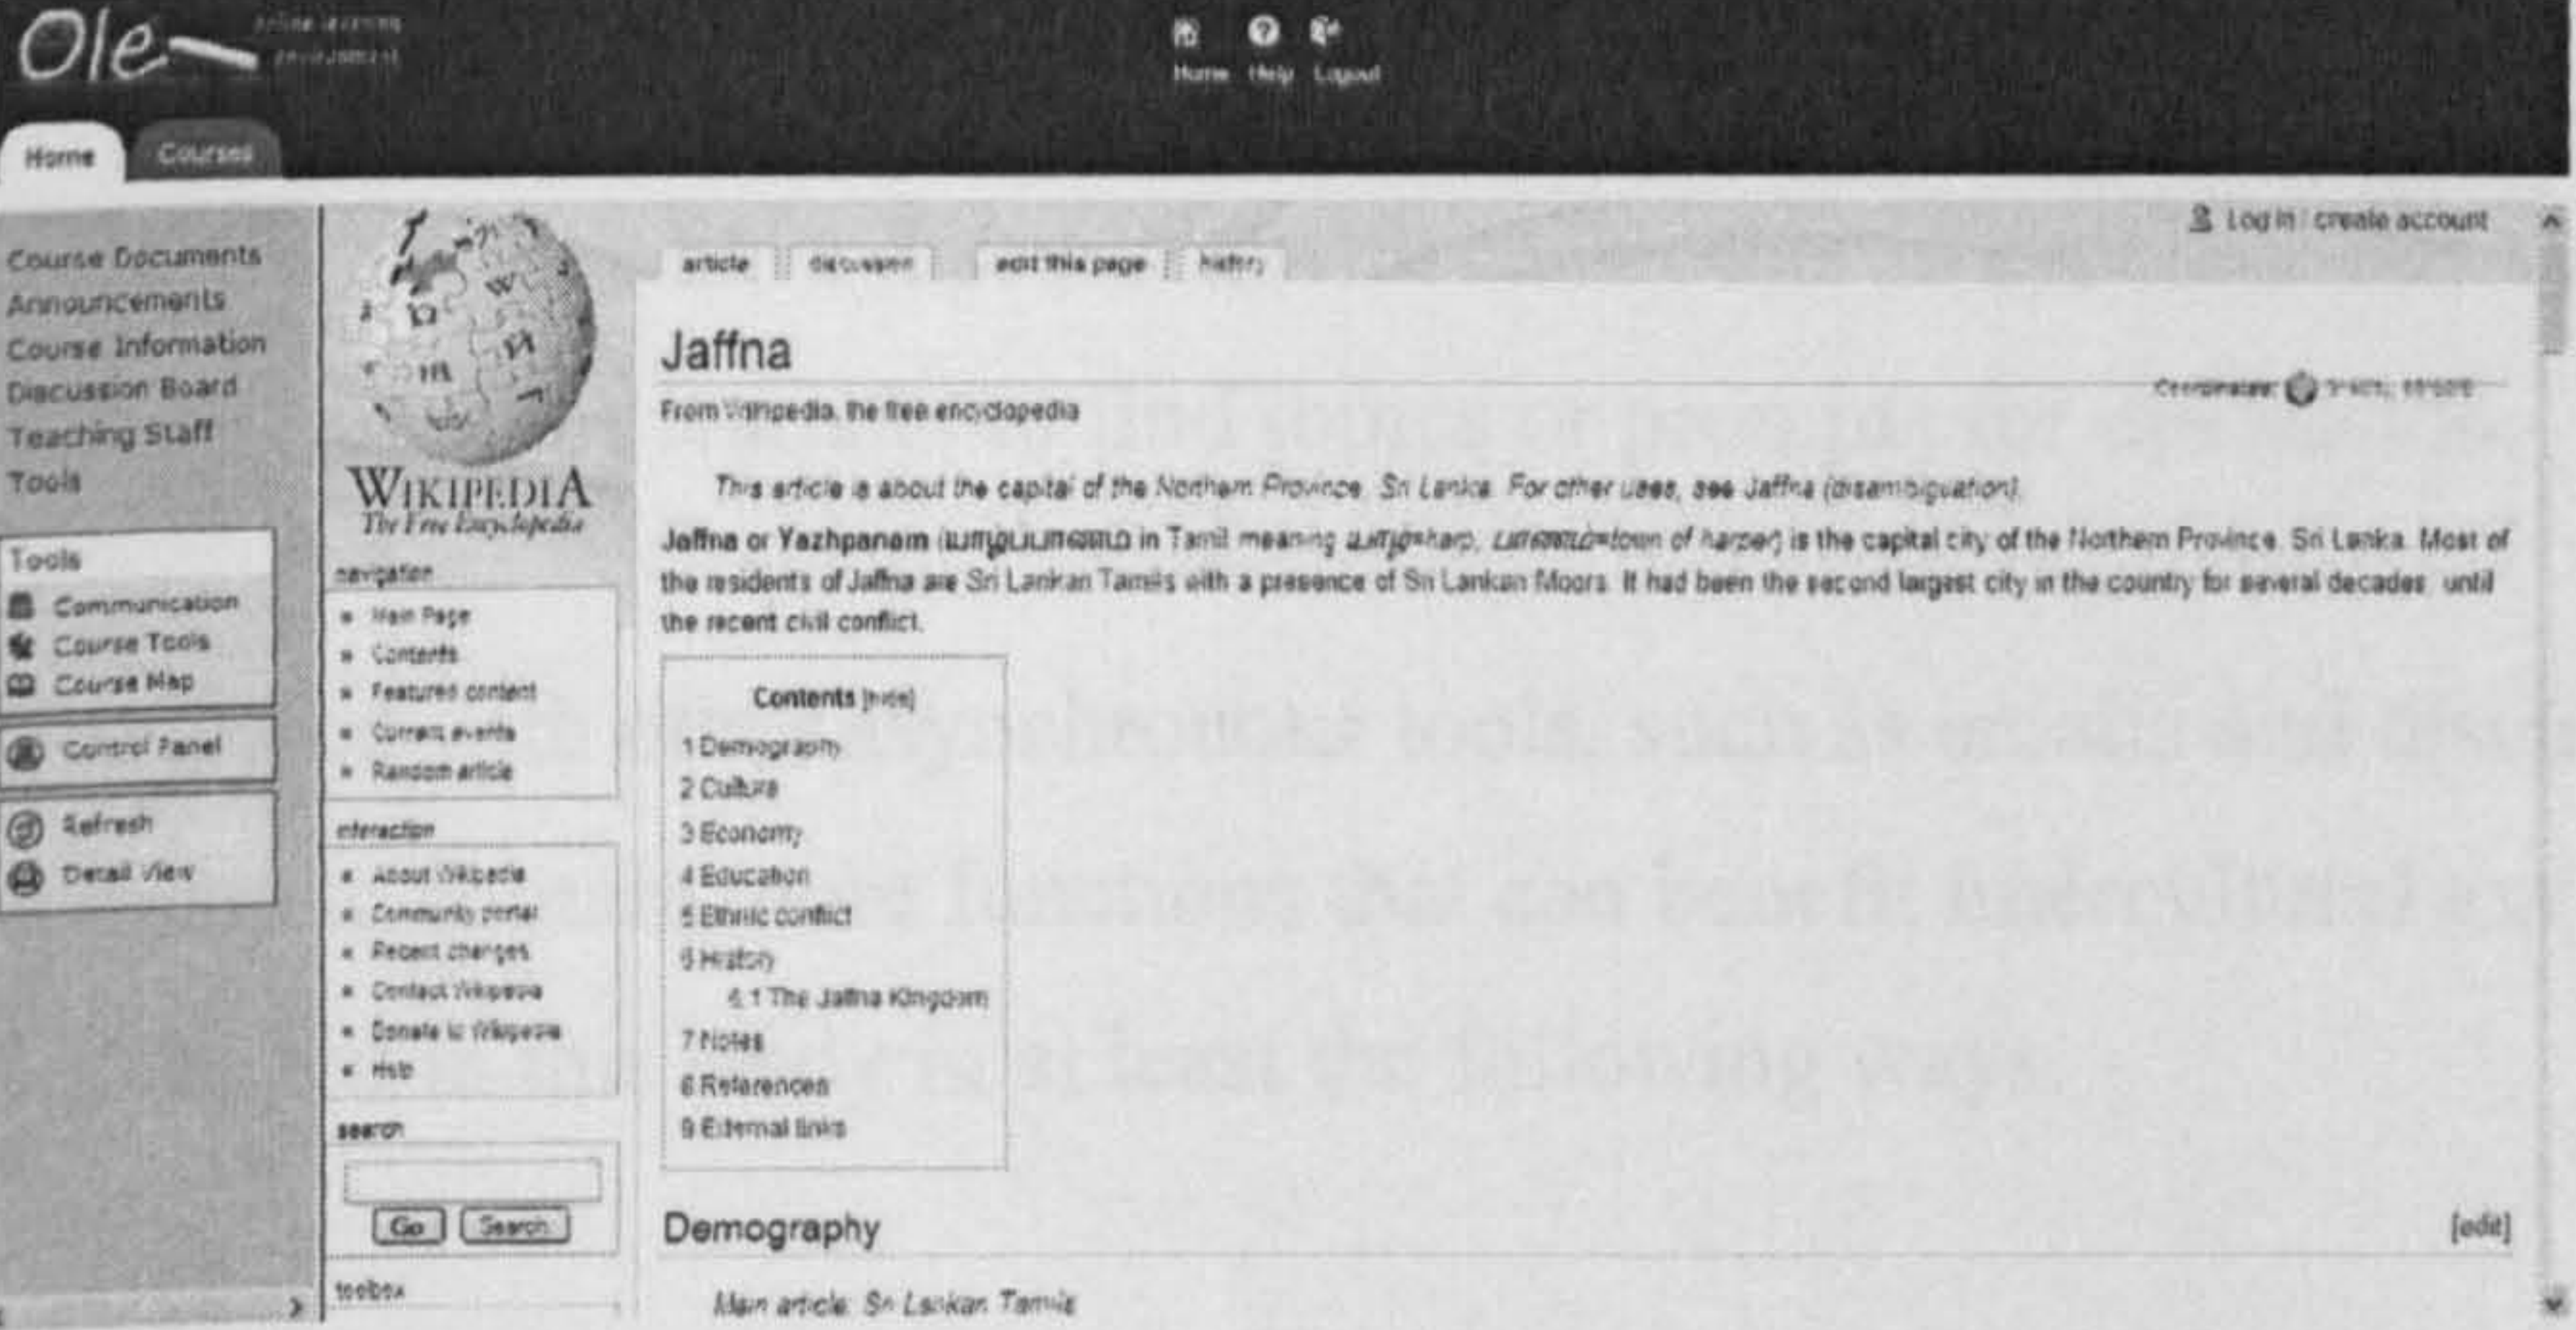 Ole
online learning
environment
Home Help Logout
Home Courses
Course Documents
Announcements
Course Information
Discussion Board
Teaching Staff
Tools
Tools
Communication
Course Tools
Course Map
Control Panel
Refresh
Detail View
WIKIPEDIA
The Free Encyclopedia
navigation
Main Page
Contents
Featured content
Current events
Random article
interaction
About Wikipedia
Community portal
Recent changes
Contact Wikipedia
Donate to Wikipedia
Help
search
Go Search
toolbox
Log in / create account
article discussion edit this page history
Jaffna
Coordinates:
From Wikipedia, the free encyclopedia
This article is about the capital of the Northern Province, Sri Lanka. For other uses, see Jaffna (disambiguation).
Jaffna or Yazhpanam (யாழ்ப்பாணம் in Tamil meaning யாழ்=harp, பாணம்=town of harper) is the capital city of the Northern Province, Sri Lanka. Most of
the residents of Jaffna are Sri Lankan Tamils with a presence of Sri Lankan Moors. It had been the second largest city in the country for several decades, until
the recent civil conflict.
Contents [hide]
1 Demography
2 Culture
3 Economy
4 Education
5 Ethnic conflict
6 History
6.1 The Jaffna Kingdom
7 Notes
8 References
9 External links
Demography
[edit]
Main article: Sri Lankan Tamils